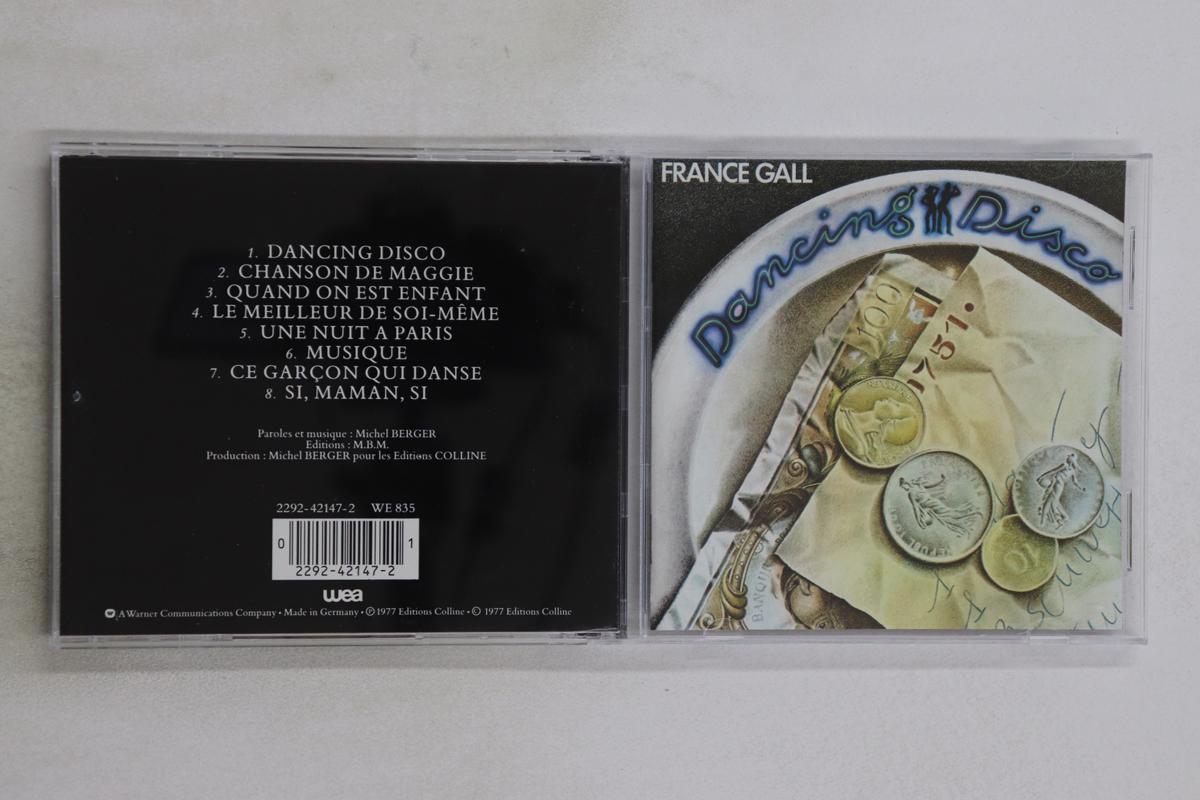 1. DANCING DISCO
2. CHANSON DE MAGGIE
3. QUAND ON EST ENFANT
4. LE MEILLEUR DE SOI-MÊME
5. UNE NUIT A PARIS
6. MUSIQUE
7. CE GARÇON QUI DANSE
8. SI, MAMAN, SI
Paroles et musique : Michel BERGER
Editions : M.B.M.
Production : Michel BERGER pour les Editions COLLINE
2292-42147-2 WE 835
0 1
2292-42147-2
wea
A Warner Communications Company • Made in Germany • ℗ 1977 Editions Colline • © 1977 Editions Colline
FRANCE GALL
Dancing Disco
100
1751.
10